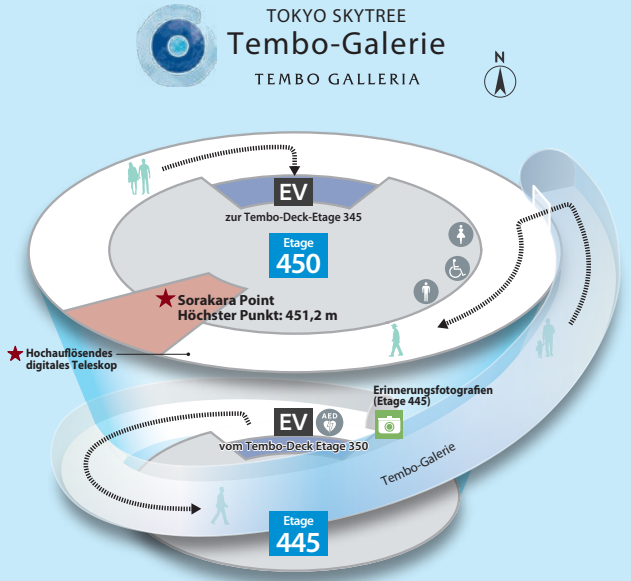 TOKYO SKYTREE
Tembo-Galerie
TEMBO GALLERIA
N
EV
zur Tembo-Deck-Etage 345
Etage
450
Sorakara Point
Höchster Punkt: 451,2 m
Hochauflösendes
digitales Teleskop
Erinnerungsfotografien
(Etage 445)
EV
AED
vom Tembo-Deck Etage 350
Tembo-Galerie
Etage
445